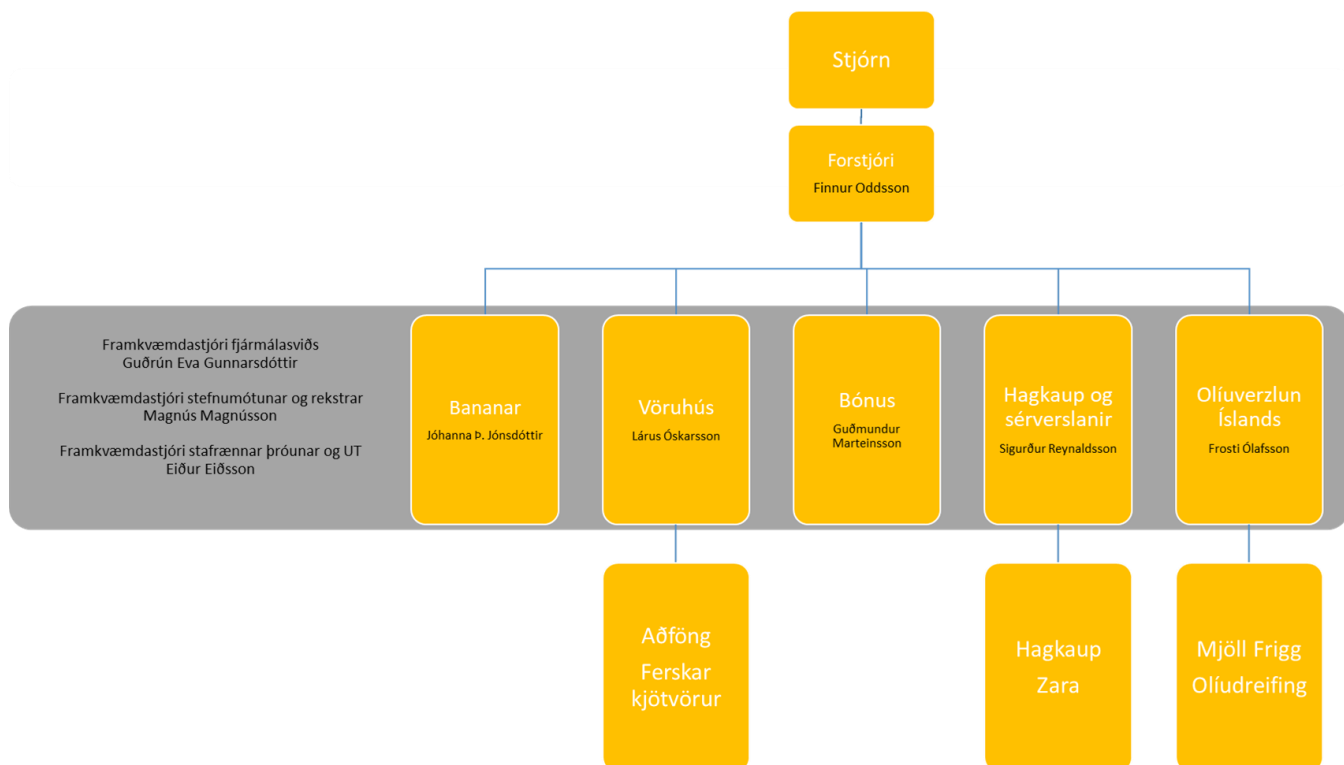 Stjórn
Forstjóri
Finnur Oddsson
Framkvæmdastjóri fjármálasviðs
Guðrún Eva Gunnarsdóttir
Framkvæmdastjóri stefnumótunar og rekstrar
Magnús Magnússon
Framkvæmdastjóri stafrænnar þróunar og UT
Eiður Eiðsson
Bananar
Jóhanna Þ. Jónsdóttir
Vöruhús
Lárus Óskarsson
Bónus
Guðmundur
Marteinsson
Hagkaup og
sérverslanir
Sigurður Reynaldsson
Olíuverzlun
Íslands
Frosti Ólafsson
Aðföng
Ferskar
kjötvörur
Hagkaup
Zara
Mjöll Frigg
Olíudreifing